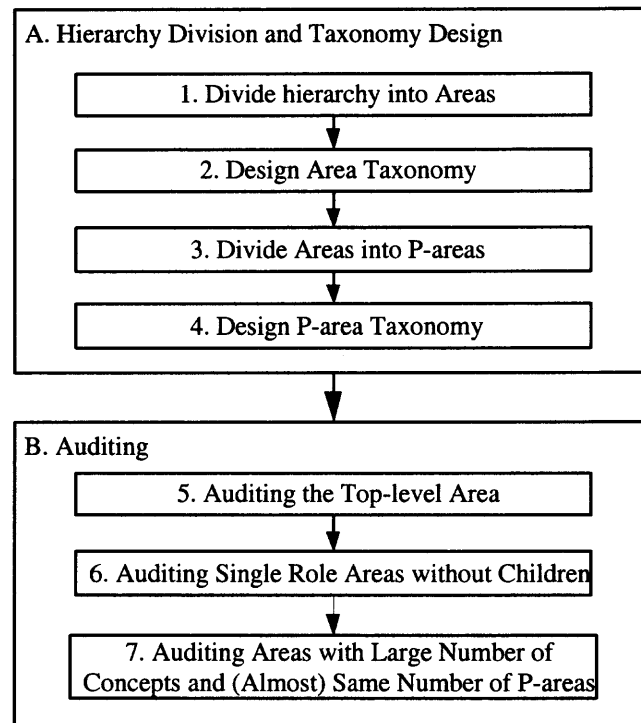 A. Hierarchy Division and Taxonomy Design
1. Divide hierarchy into Areas
2. Design Area Taxonomy
3. Divide Areas into P-areas
4. Design P-area Taxonomy
B. Auditing
5. Auditing the Top-level Area
6. Auditing Single Role Areas without Children
7. Auditing Areas with Large Number of
Concepts and (Almost) Same Number of P-areas